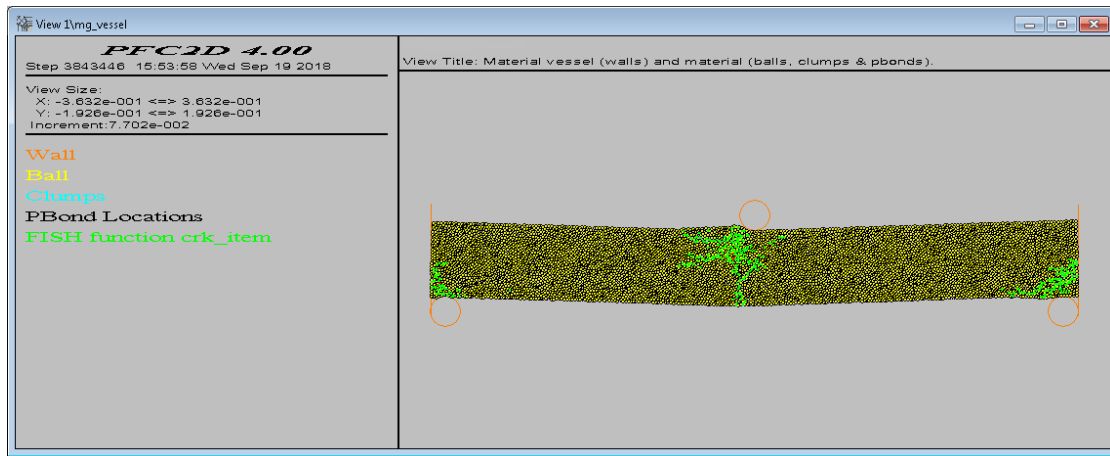 View 1\mg_vessel
PFC2D 4.00
Step 3843446 15:53:58 Wed Sep 19 2018
View Size:
X: -3.632e-001 <=> 3.632e-001
Y: -1.926e-001 <=> 1.926e-001
Increment:7.702e-002
Wall
Ball
Clumps
PBond Locations
FISH function crk_item
View Title: Material vessel (walls) and material (balls, clumps & pbonds).